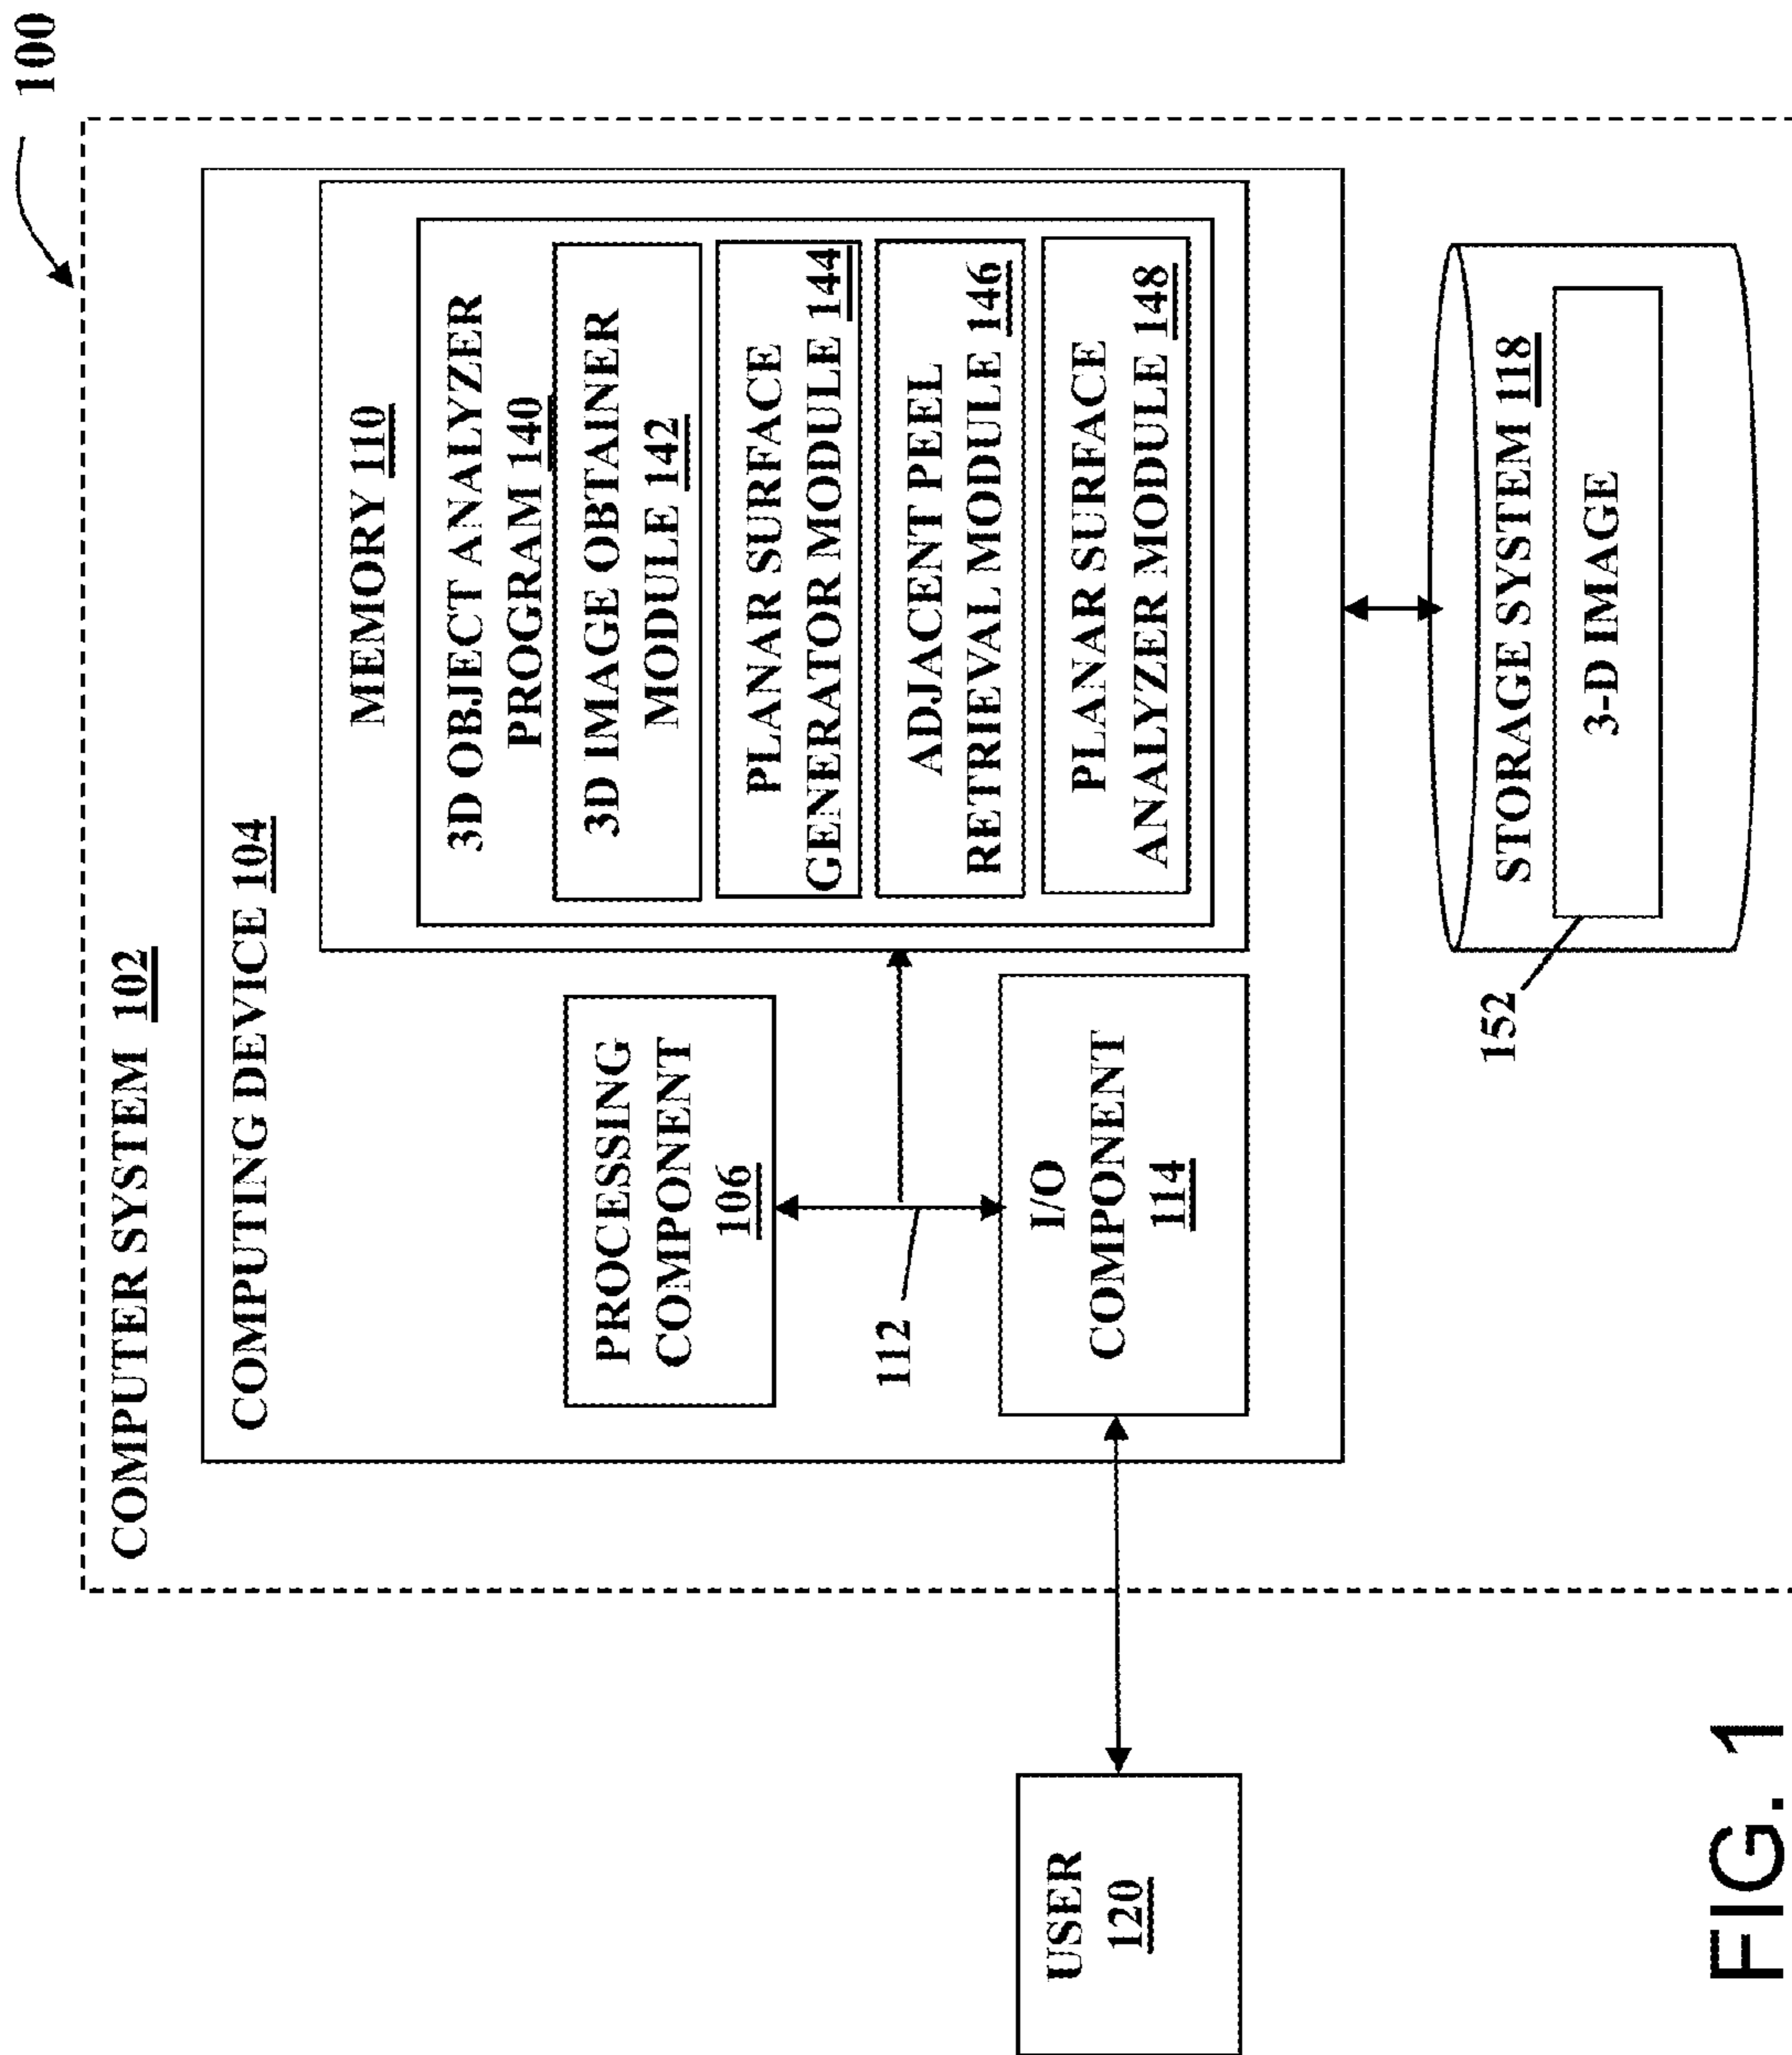 100
COMPUTER SYSTEM 102
COMPUTING DEVICE 104
MEMORY 110
3D OBJECT ANALYZER
PROGRAM 140
3D IMAGE OBTAINER
MODULE 142
PLANAR SURFACE
GENERATOR MODULE 144
ADJACENT PEEL
RETRIEVAL MODULE 146
PLANAR SURFACE
ANALYZER MODULE 148
PROCESSING
COMPONENT
106
112
I/O
COMPONENT
114
USER
120
STORAGE SYSTEM 118
3-D IMAGE
152
FIG. 1